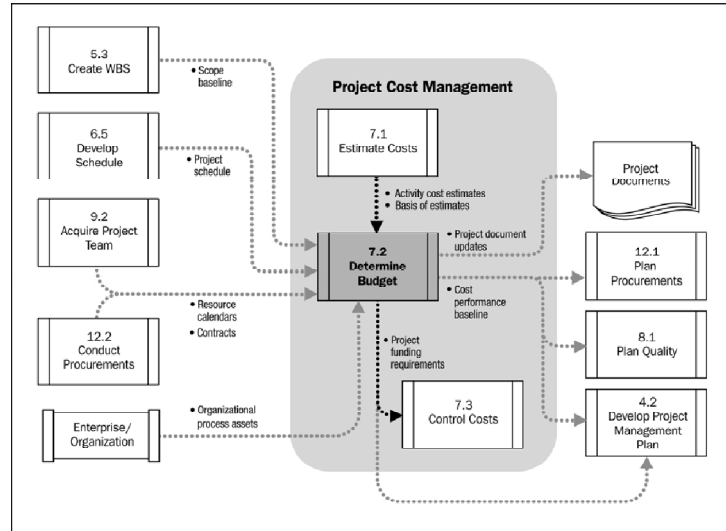 5.3
Create WBS
• Scope
baseline
6.5
Develop
Schedule
• Project
schedule
9.2
Acquire Project
Team
12.2
Conduct
Procurements
• Resource
calendars
• Contracts
Enterprise/
Organization
• Organizational
process assets
Project Cost Management
7.1
Estimate Costs
• Activity cost estimates
• Basis of estimates
7.2
Determine
Budget
• Project document
updates
• Cost
performance
baseline
• Project
funding
requirements
7.3
Control Costs
Project
Documents
12.1
Plan
Procurements
8.1
Plan Quality
4.2
Develop Project
Management
Plan